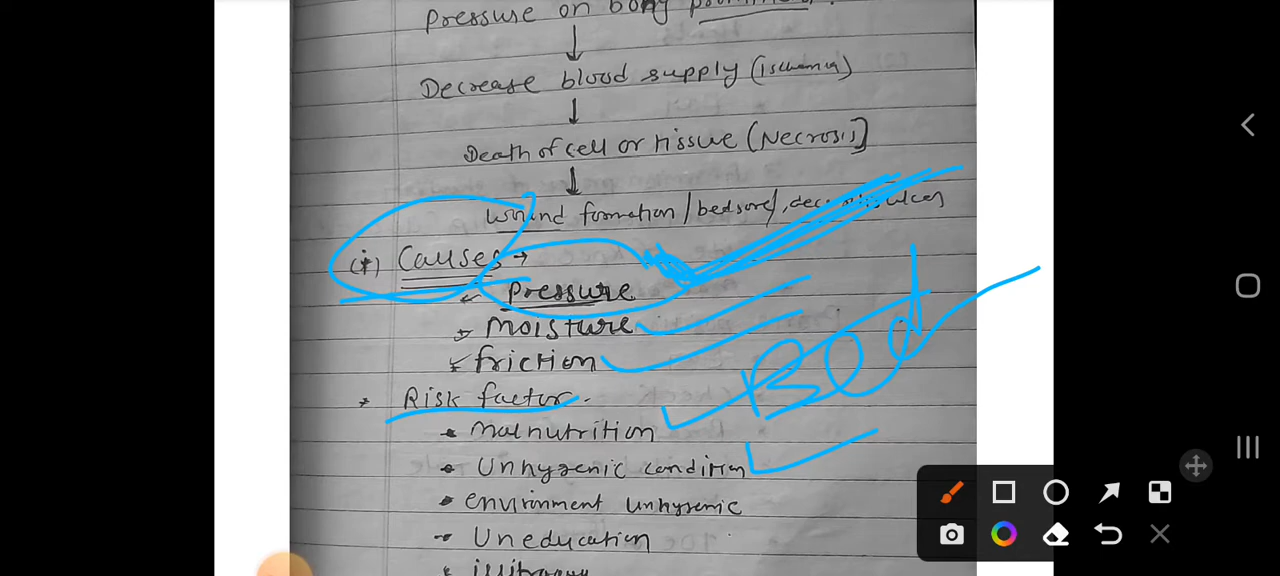 Pressure on bony
Decrease blood supply (Ischemia)
Death of cell or tissue (Necrosis]
Wound formation / bedsore/,
(i) Causes →
Pressure
Moisture
friction
Bed
* Risk factor.
Malnutrition
Unhygenic condition
environment unhygenic
Uneducation